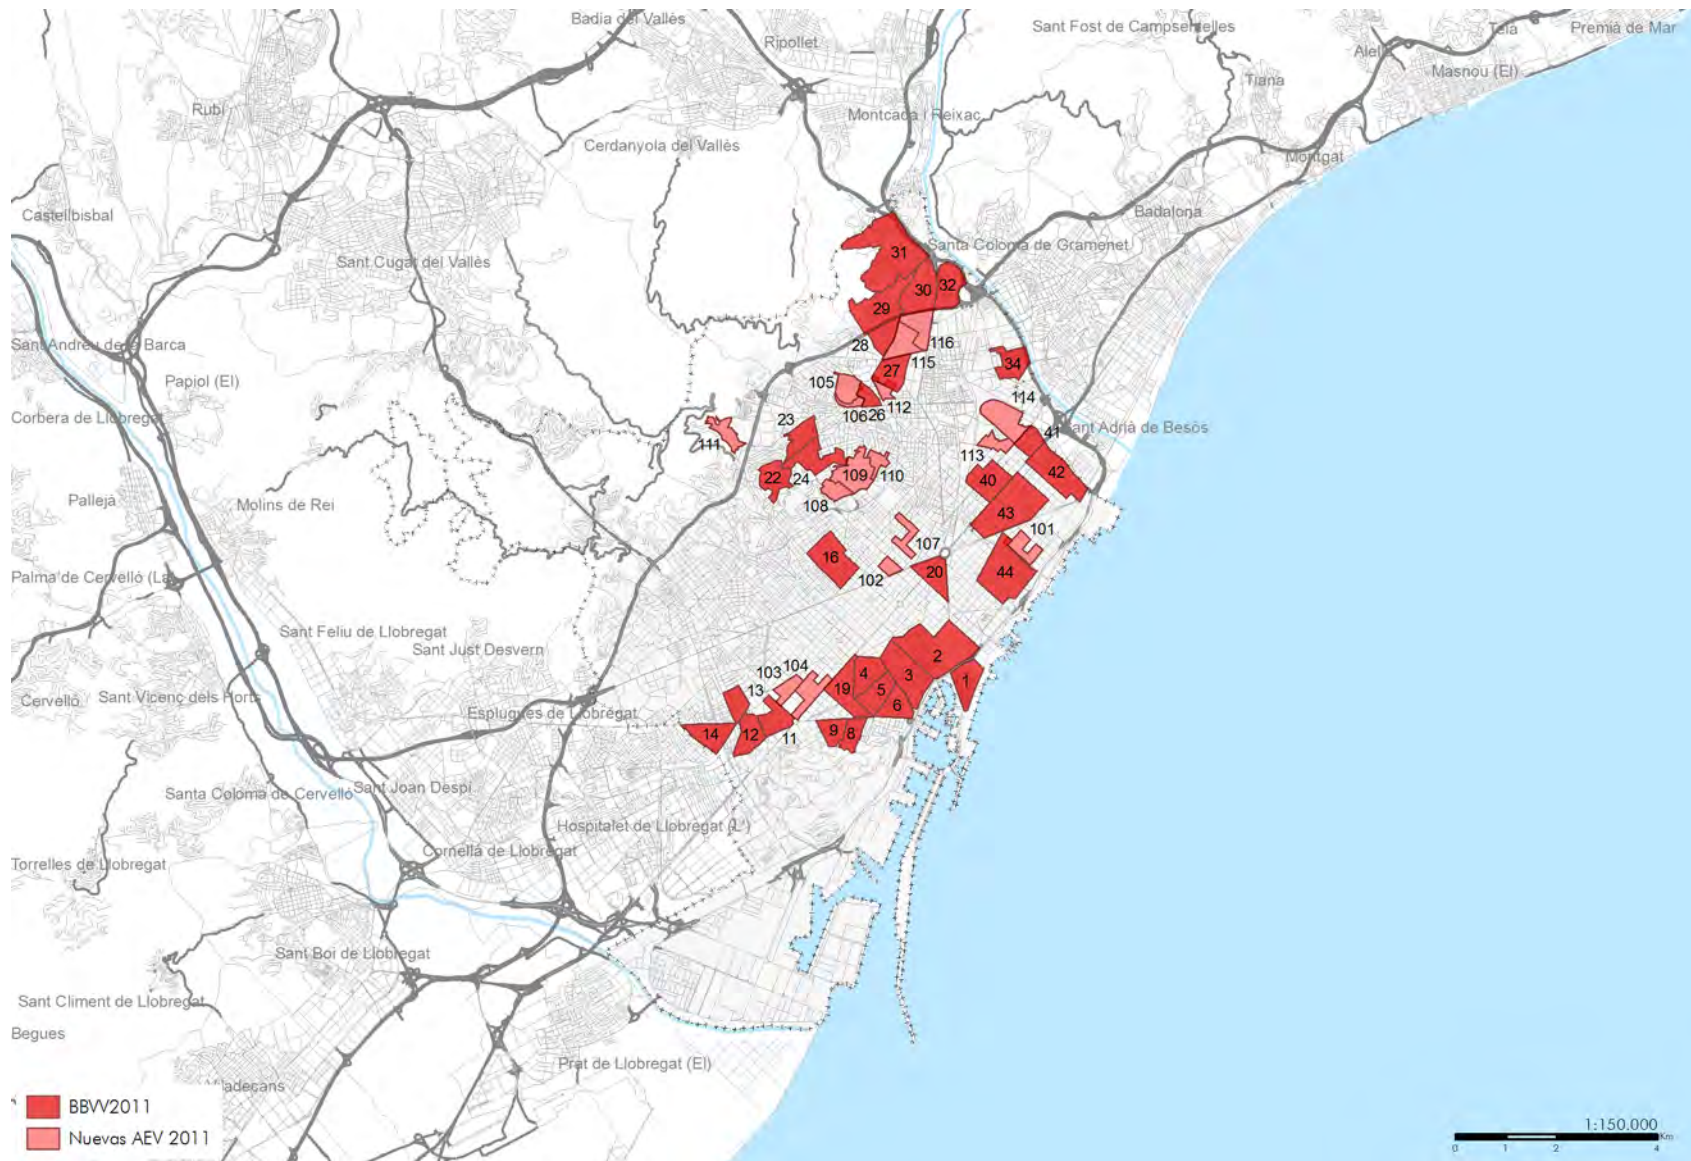 Badia del Vallès
Sant Fost de Campsentelles
Teià
Premià de Mar
Ripollet
Alella
Masnou (El)
Tiana
Rubí
Montcada i Reixac
Cerdanyola del Vallès
Montgat
Castellbisbal
Badalona
Santa Coloma de Gramenet
31
Sant Cugat del Vallès
30
32
29
Sant Andreu de la Barca
28
116
115
34
27
Papiol (El)
105
114
112
106
26
Corbera de Llobregat
23
41
Sant Adrià de Besòs
111
113
42
22
24
109
110
40
Pallejà
Molins de Rei
108
43
101
107
16
20
44
102
Palma de Cervelló (La)
Sant Feliu de Llobregat
Sant Just Desvern
2
103
104
4
3
1
Cervelló
Sant Vicenç dels Horts
13
19
5
Esplugues de Llobregat
6
14
12
11
9
8
Santa Coloma de Cervelló
Sant Joan Despí
Hospitalet de Llobregat (L')
Cornellà de Llobregat
Torrelles de Llobregat
Sant Boi de Llobregat
Sant Climent de Llobregat
Begues
Prat de Llobregat (El)
Viladecans
BBVV2011
Nuevas AEV 2011
1:150.000
Km
0 1 2 4